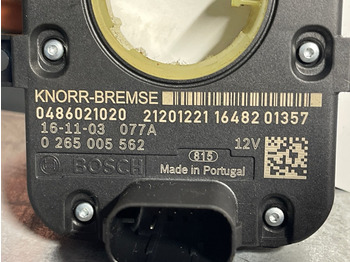 KNORR-BREMSE
0486021020 21201221 16482 01357
16-11-03 077A
0 265 005 562 12V
BOSCH
815
Made in Portugal